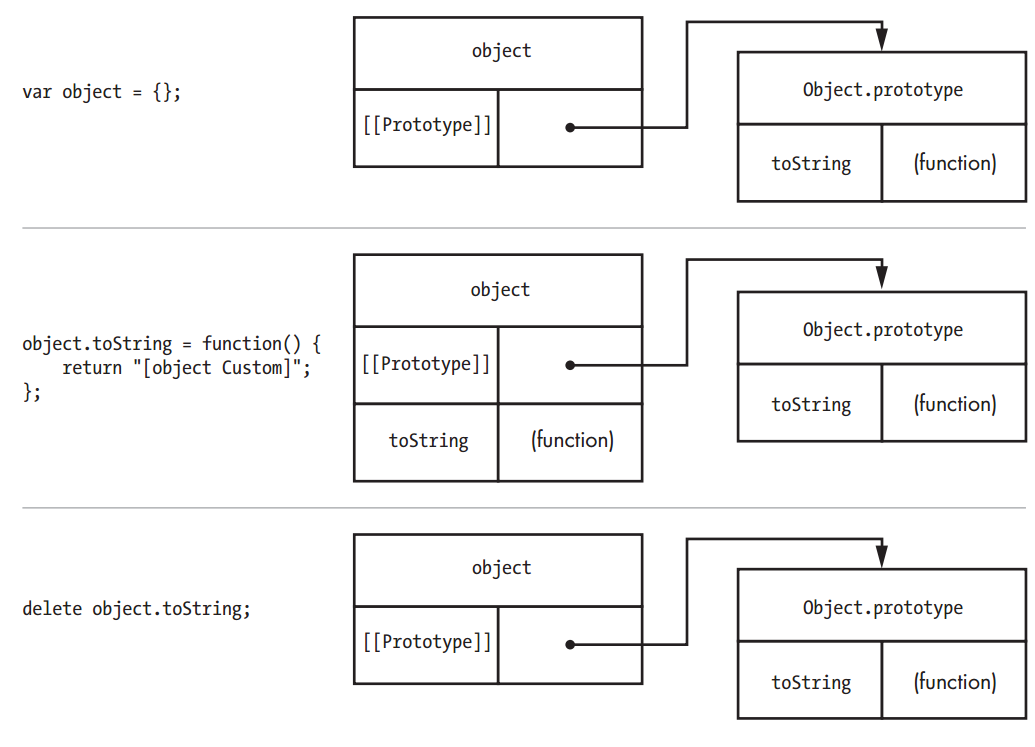 var object = {};
object
[[Prototype]]
Object.prototype
toString
(function)
object.toString = function() {
    return "[object Custom]";
};
object
[[Prototype]]
toString
(function)
Object.prototype
toString
(function)
delete object.toString;
object
[[Prototype]]
Object.prototype
toString
(function)